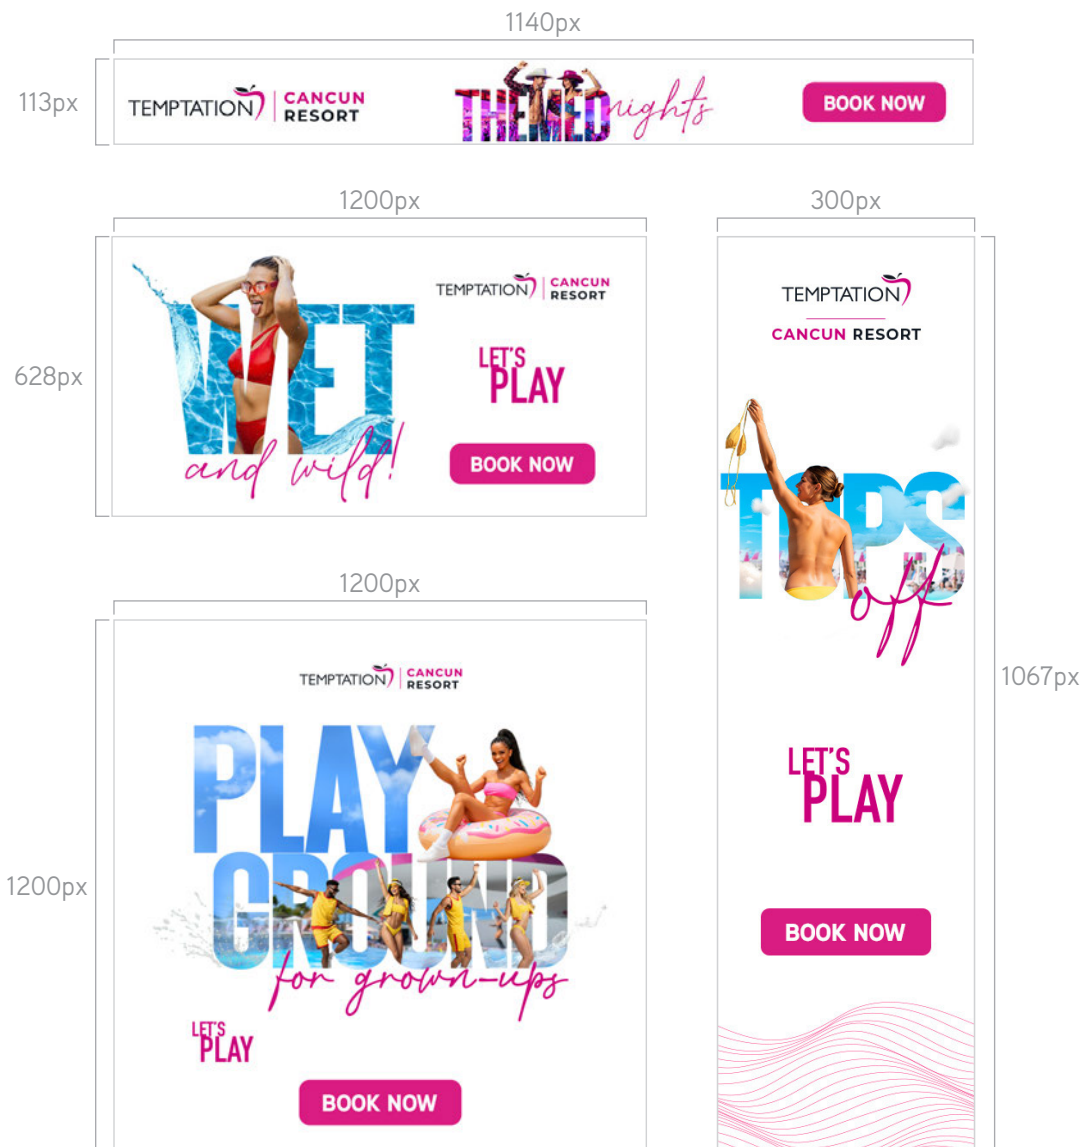 1140px
113px
TEMPTATION
CANCUN
RESORT
THEMED
nights
BOOK NOW
1200px
628px
WET
and wild!
TEMPTATION
CANCUN
RESORT
LET'S
PLAY
BOOK NOW
300px
1067px
TEMPTATION
CANCUN RESORT
TOPS
off
LET'S
PLAY
BOOK NOW
1200px
1200px
TEMPTATION
CANCUN
RESORT
PLAY
GROUND
for grown-ups
LET'S
PLAY
BOOK NOW